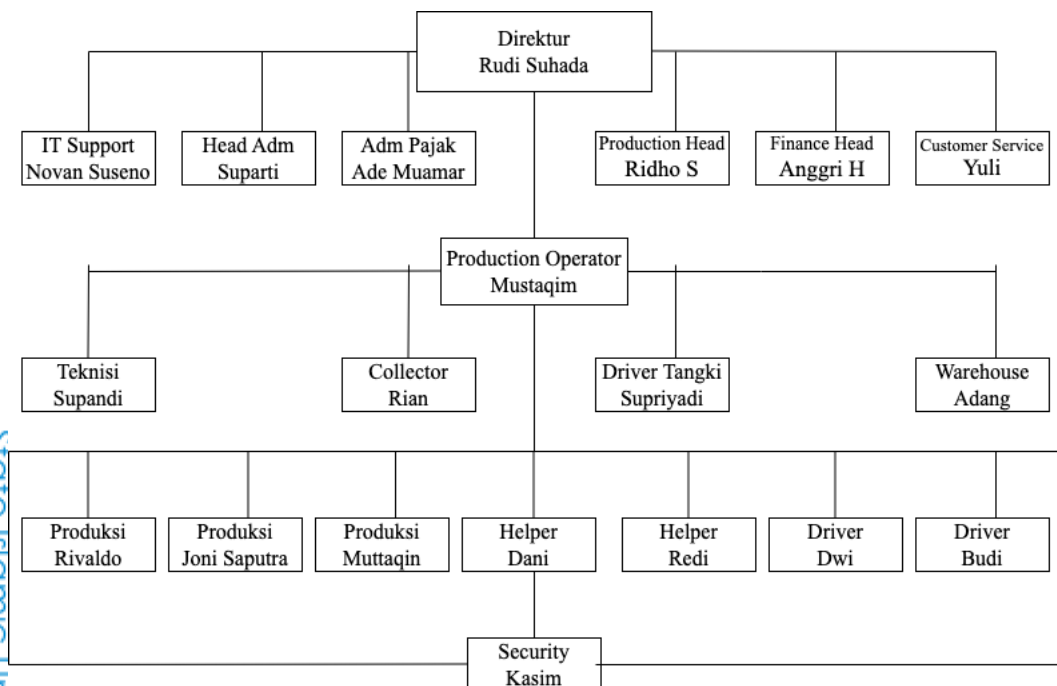 Direktur
Rudi Suhada
IT Support
Novan Suseno
Head Adm
Suparti
Adm Pajak
Ade Muamar
Production Head
Ridho S
Finance Head
Anggri H
Customer Service
Yuli
Production Operator
Mustaqim
Teknisi
Supandi
Collector
Rian
Driver Tangki
Supriyadi
Warehouse
Adang
Produksi
Rivaldo
Produksi
Joni Saputra
Produksi
Muttaqin
Helper
Dani
Helper
Redi
Driver
Dwi
Driver
Budi
Security
Kasim